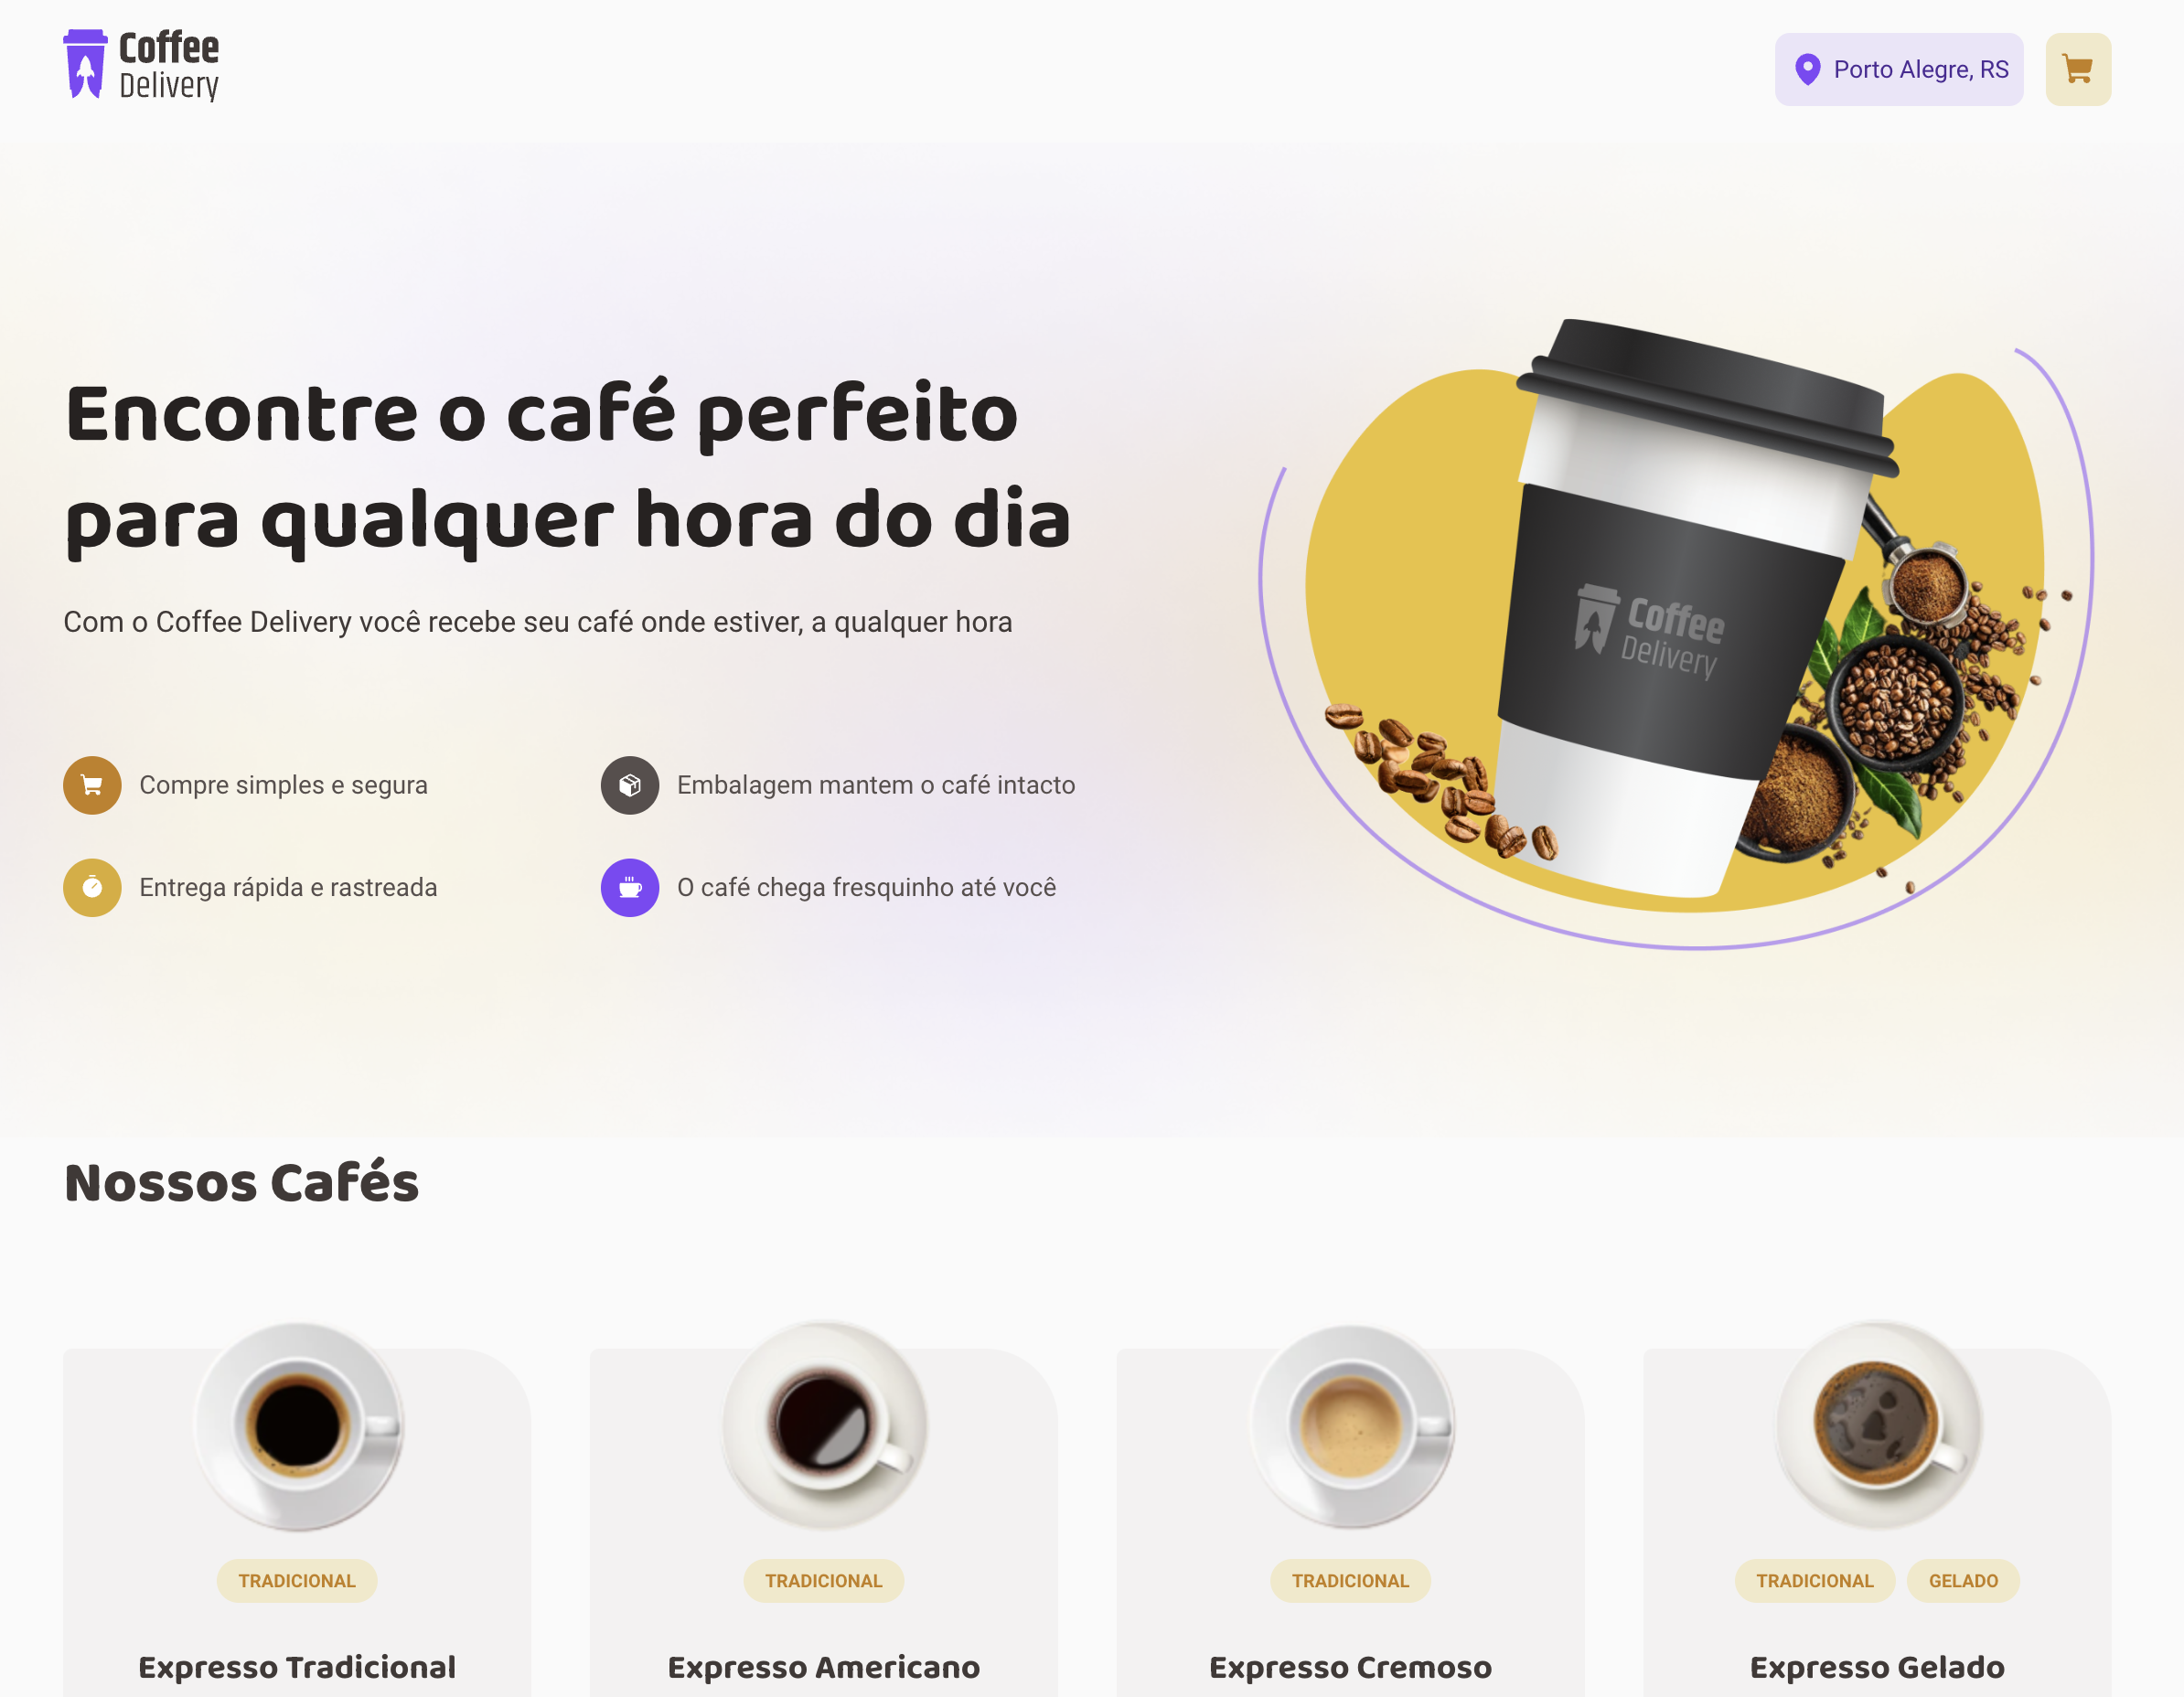 Coffee
Delivery
Porto Alegre, RS
Encontre o café perfeito
para qualquer hora do dia
Com o Coffee Delivery você recebe seu café onde estiver, a qualquer hora
Compre simples e segura
Embalagem mantem o café intacto
Entrega rápida e rastreada
O café chega fresquinho até você
Coffee
Delivery
Nossos Cafés
TRADICIONAL
TRADICIONAL
TRADICIONAL
TRADICIONAL
GELADO
Expresso Tradicional
Expresso Americano
Expresso Cremoso
Expresso Gelado